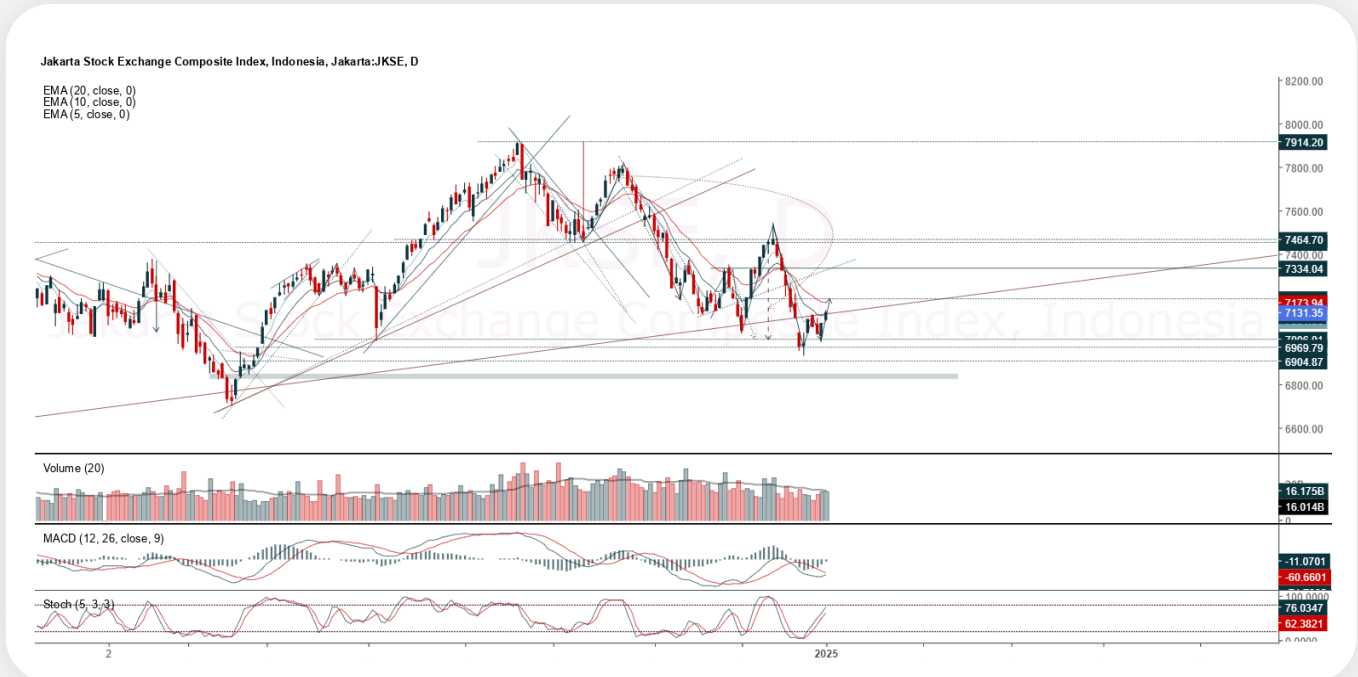 Jakarta Stock Exchange Composite Index, Indonesia, Jakarta:JKSE, D
EMA (20, close, 0)
EMA (10, close, 0)
EMA (5, close, 0)
JKSE, D
8200.00
8000.00
7914.20
7800.00
7600.00
7464.70
7400.00
7334.04
7173.94
7131.35
6969.79
6904.87
6800.00
6600.00
Volume (20)
16.175B
16.014B
0
MACD (12, 26, close, 9)
-11.0701
-60.6601
Stoch (5, 3, 3)
100.0000
76.0347
62.3821
0.0000
2
2025